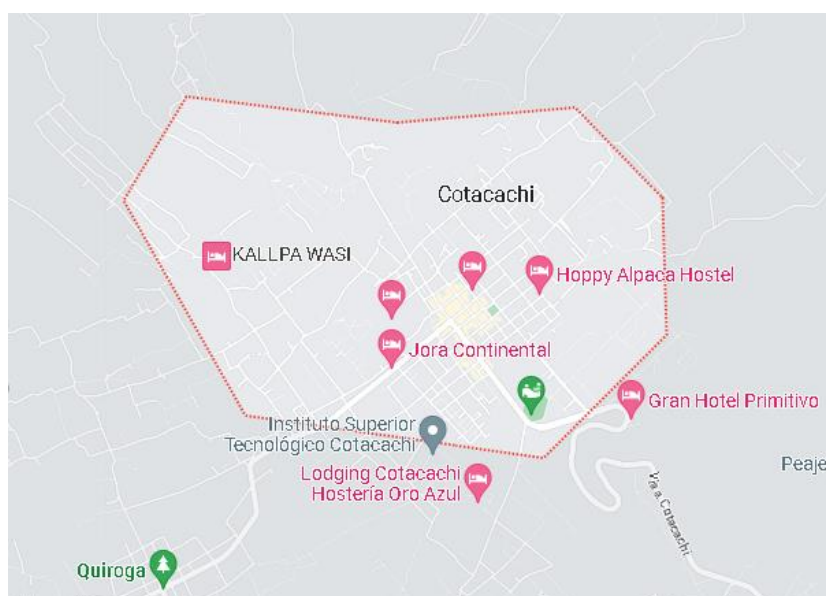 Cotacachi
KALLPA WASI
Hoppy Alpaca Hostel
Jora Continental
Gran Hotel Primitivo
Instituto Superior
Tecnológico Cotacachi
Lodging Cotacachi
Hostería Oro Azul
Peaje
Vía a Cotacachi
Quiroga